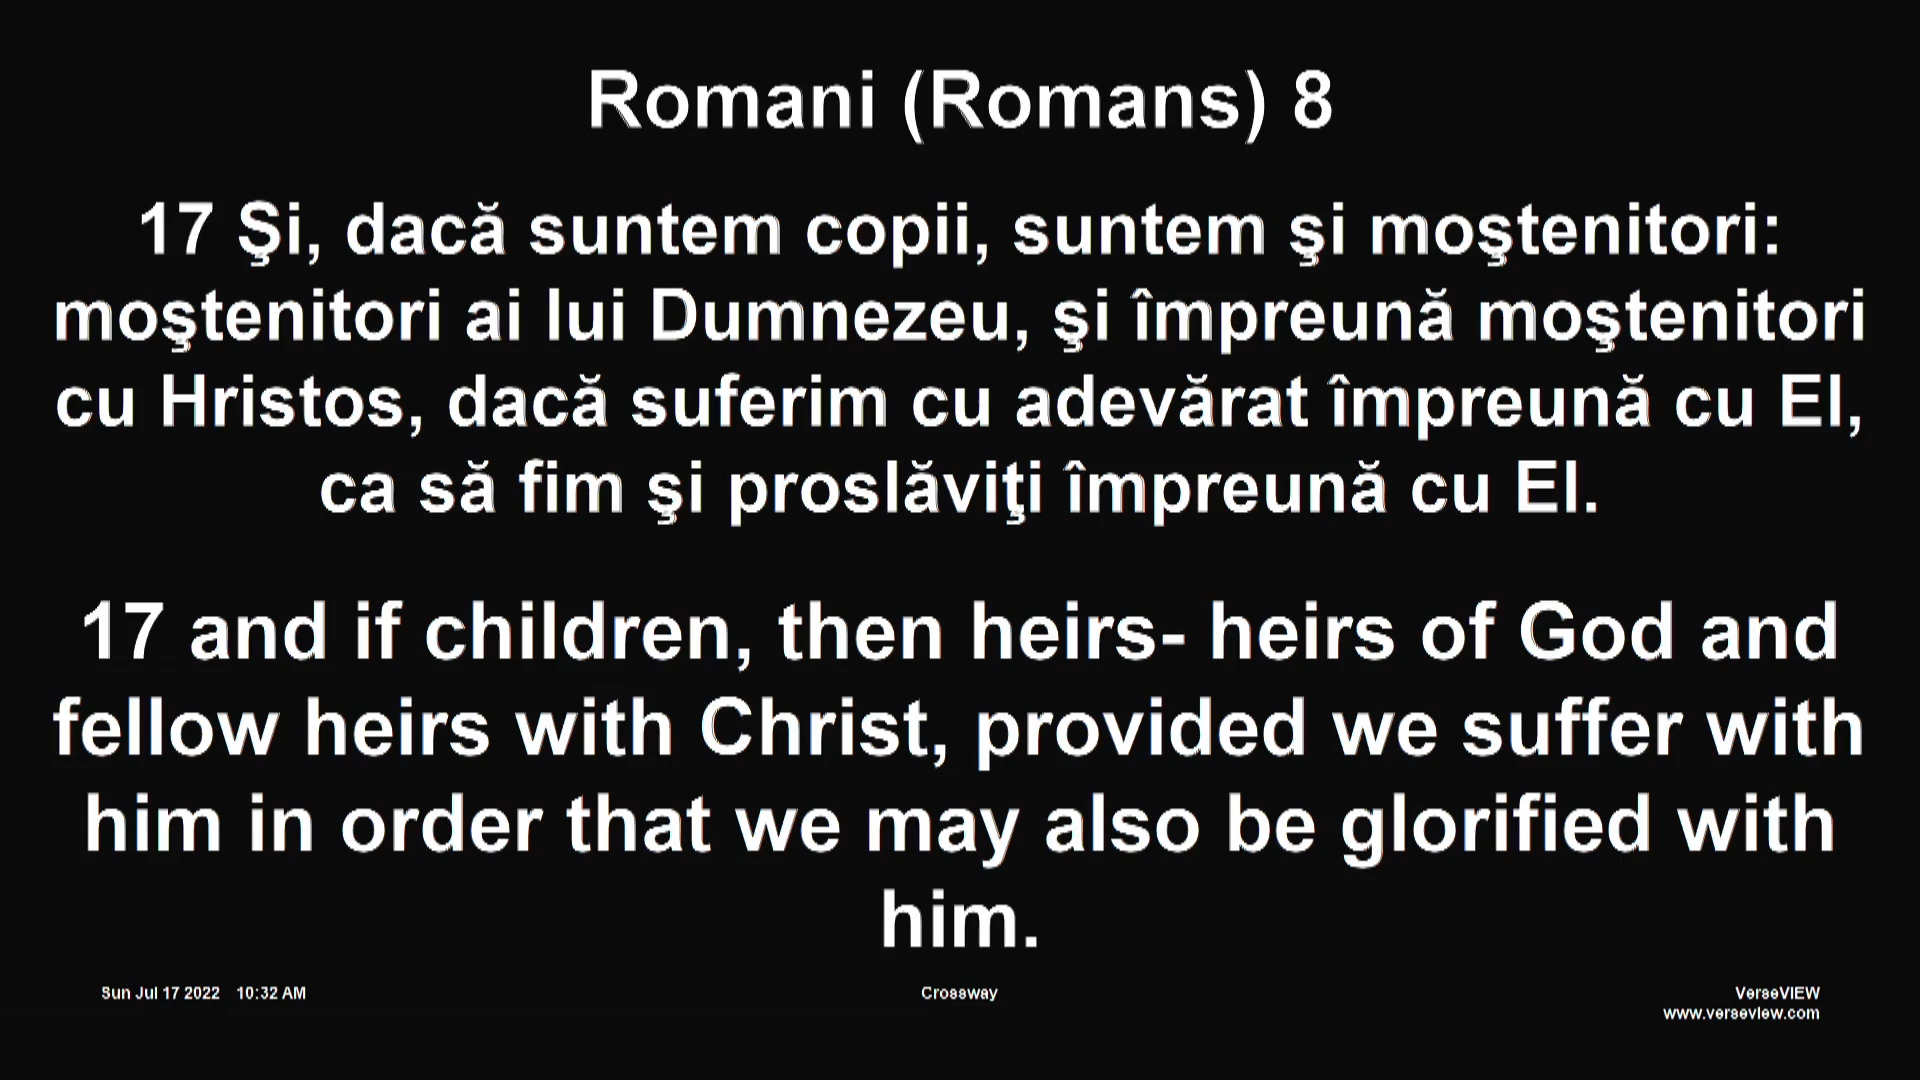 Romani (Romans) 8
17 Şi, dacă suntem copii, suntem şi moştenitori:
moştenitori ai lui Dumnezeu, şi împreună moştenitori
cu Hristos, dacă suferim cu adevărat împreună cu El,
ca să fim şi proslăviţi împreună cu El.
17 and if children, then heirs- heirs of God and
fellow heirs with Christ, provided we suffer with
him in order that we may also be glorified with
him.
Sun Jul 17 2022 10:32 AM
Crossway
VerseVIEW
www.verseview.com